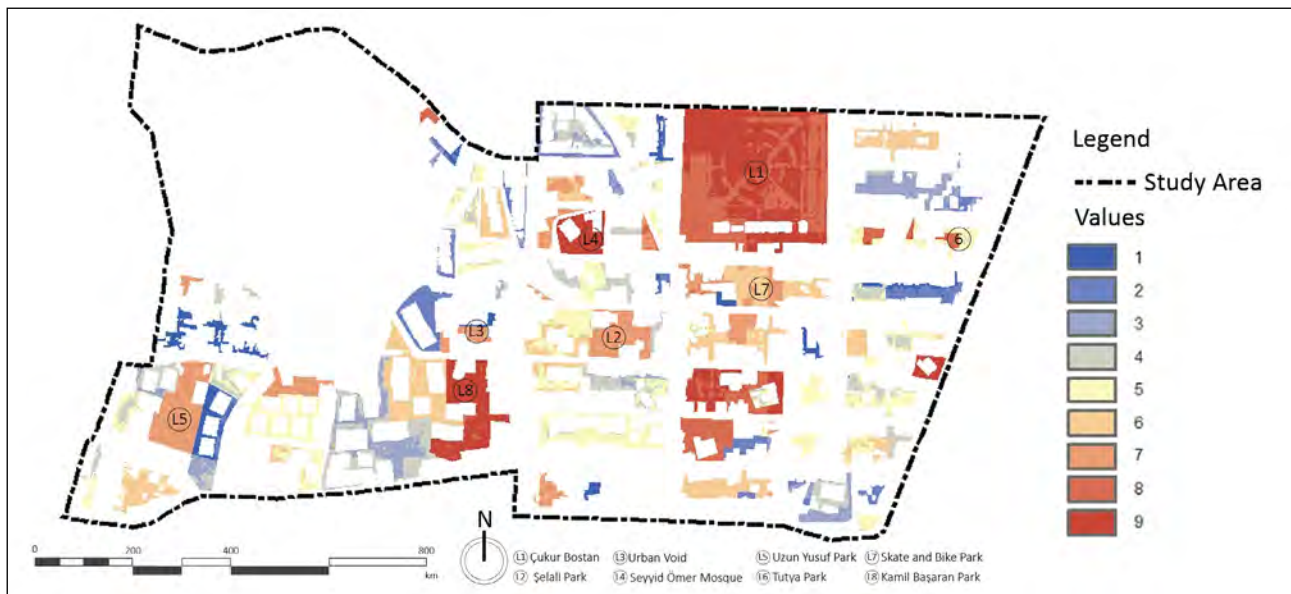 L1
L4
6
L7
L3
L2
L8
L5
Legend
Study Area
Values
1
2
3
4
5
6
7
8
9
0 200 400 800
km
N
L1 Çukur Bostan L3 Urban Void L5 Uzun Yusuf Park L7 Skate and Bike Park
L2 Şelali Park L4 Seyyid Ömer Mosque L6 Tutya Park L8 Kamil Başaran Park